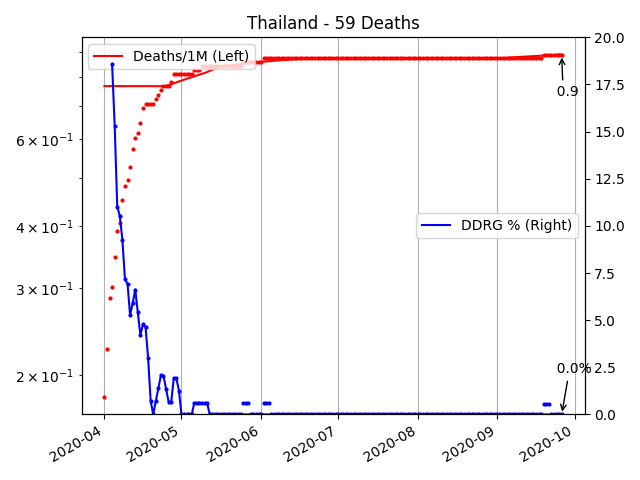 Thailand - 59 Deaths
Deaths/1M (Left)
DDRG % (Right)
0.9
0.0%
6 × 10⁻¹
4 × 10⁻¹
3 × 10⁻¹
2 × 10⁻¹
20.0
17.5
15.0
12.5
10.0
7.5
5.0
2.5
0.0
2020-04
2020-05
2020-06
2020-07
2020-08
2020-09
2020-10